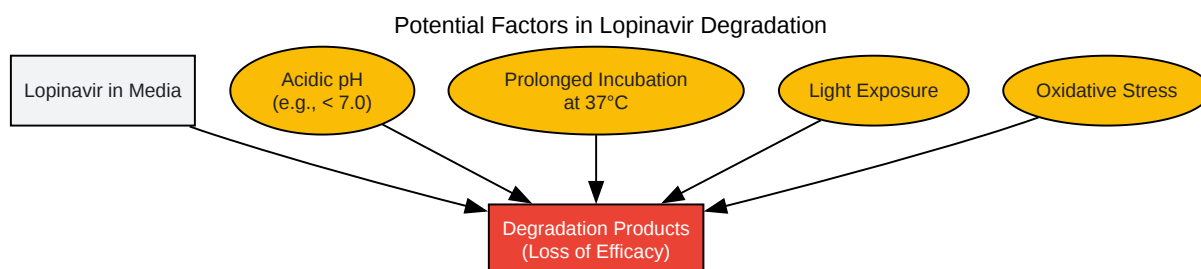 Potential Factors in Lopinavir Degradation
Lopinavir in Media
Acidic pH
(e.g., < 7.0)
Prolonged Incubation
at 37°C
Light Exposure
Oxidative Stress
Degradation Products
(Loss of Efficacy)